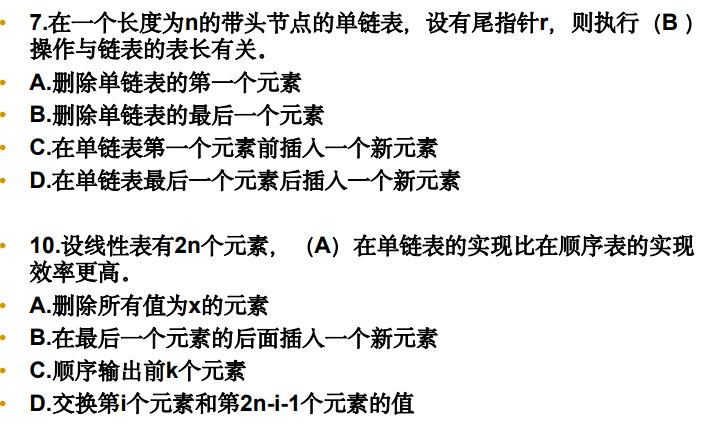 • 7.在一个长度为n的带头节点的单链表，设有尾指针r，则执行（B ）
操作与链表的表长有关。
• A.删除单链表的第一个元素
• B.删除单链表的最后一个元素
• C.在单链表第一个元素前插入一个新元素
• D.在单链表最后一个元素后插入一个新元素
• 10.设线性表有2n个元素，（A）在单链表的实现比在顺序表的实现
效率更高。
• A.删除所有值为x的元素
• B.在最后一个元素的后面插入一个新元素
• C.顺序输出前k个元素
• D.交换第i个元素和第2n-i-1个元素的值